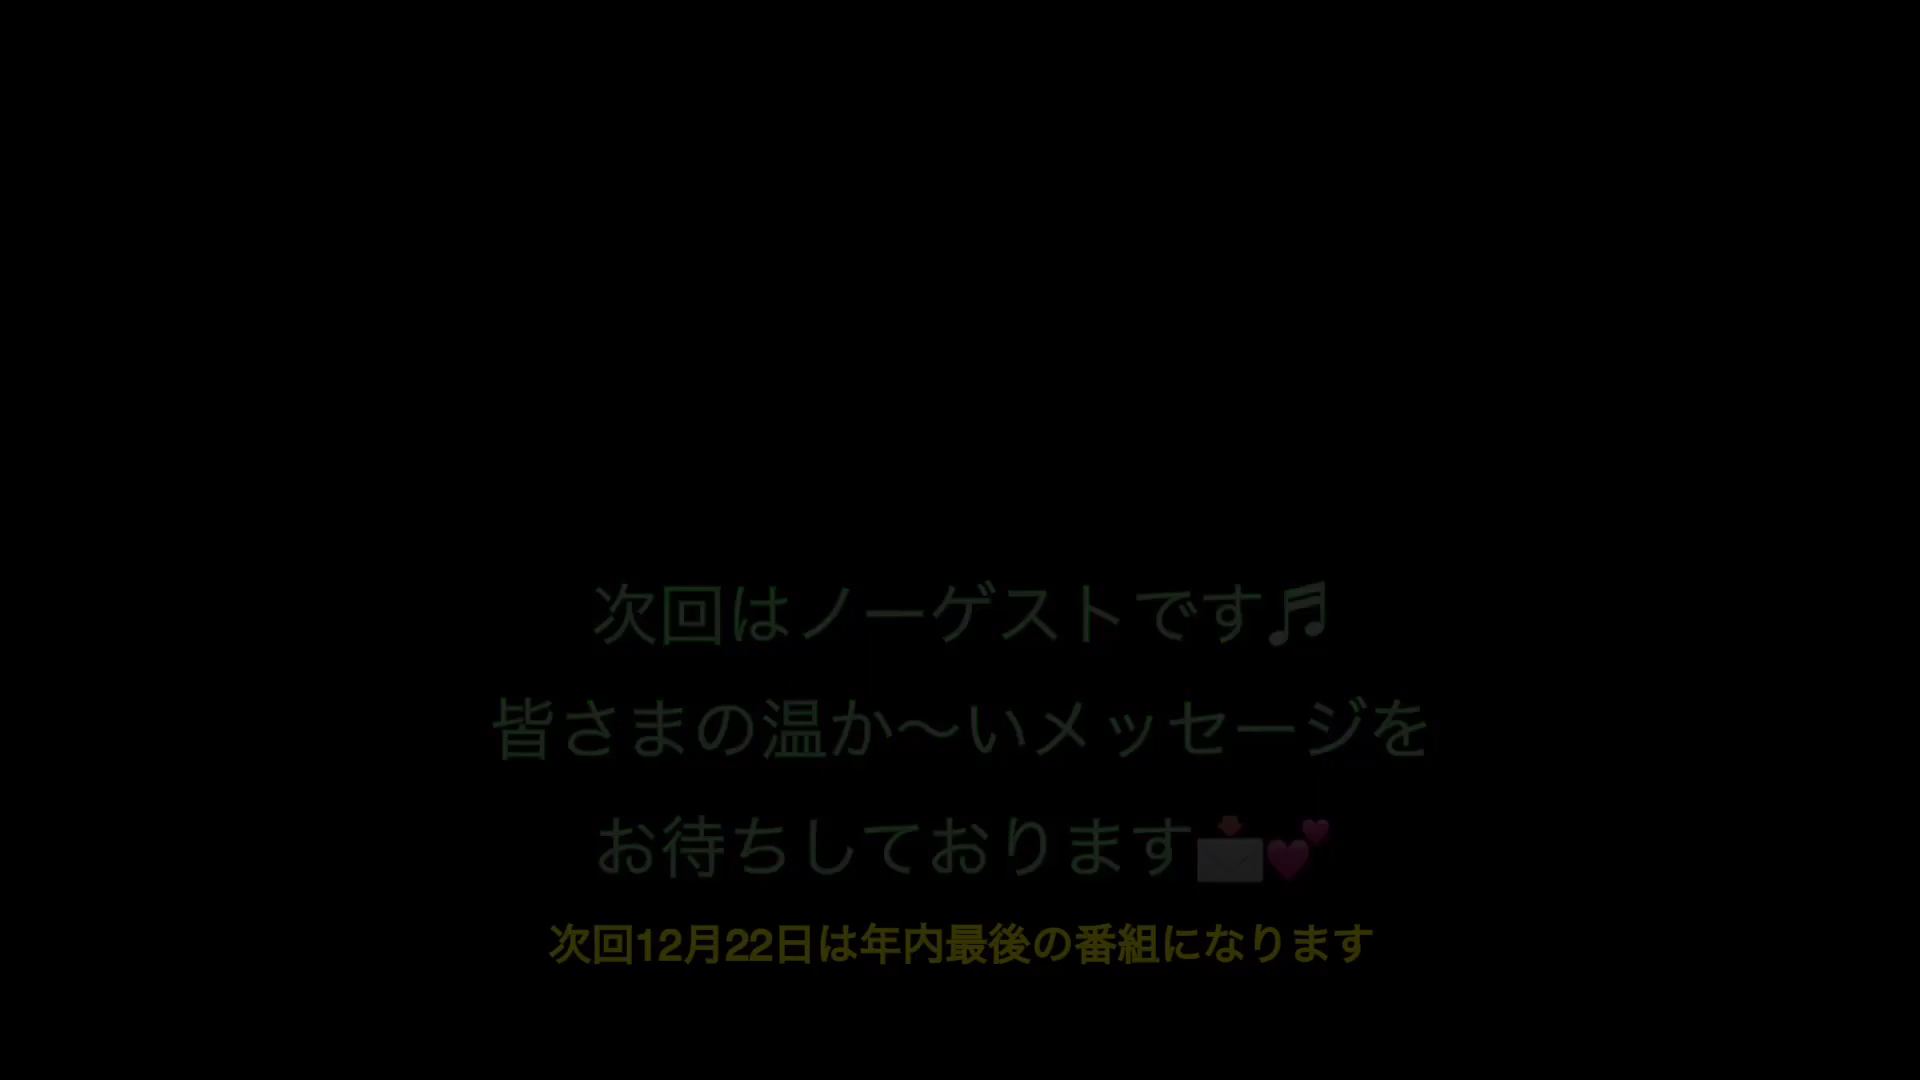 次回はノーゲストです♬
皆さまの温か〜いメッセージを
お待ちしております📩💕
次回12月22日は年内最後の番組になります